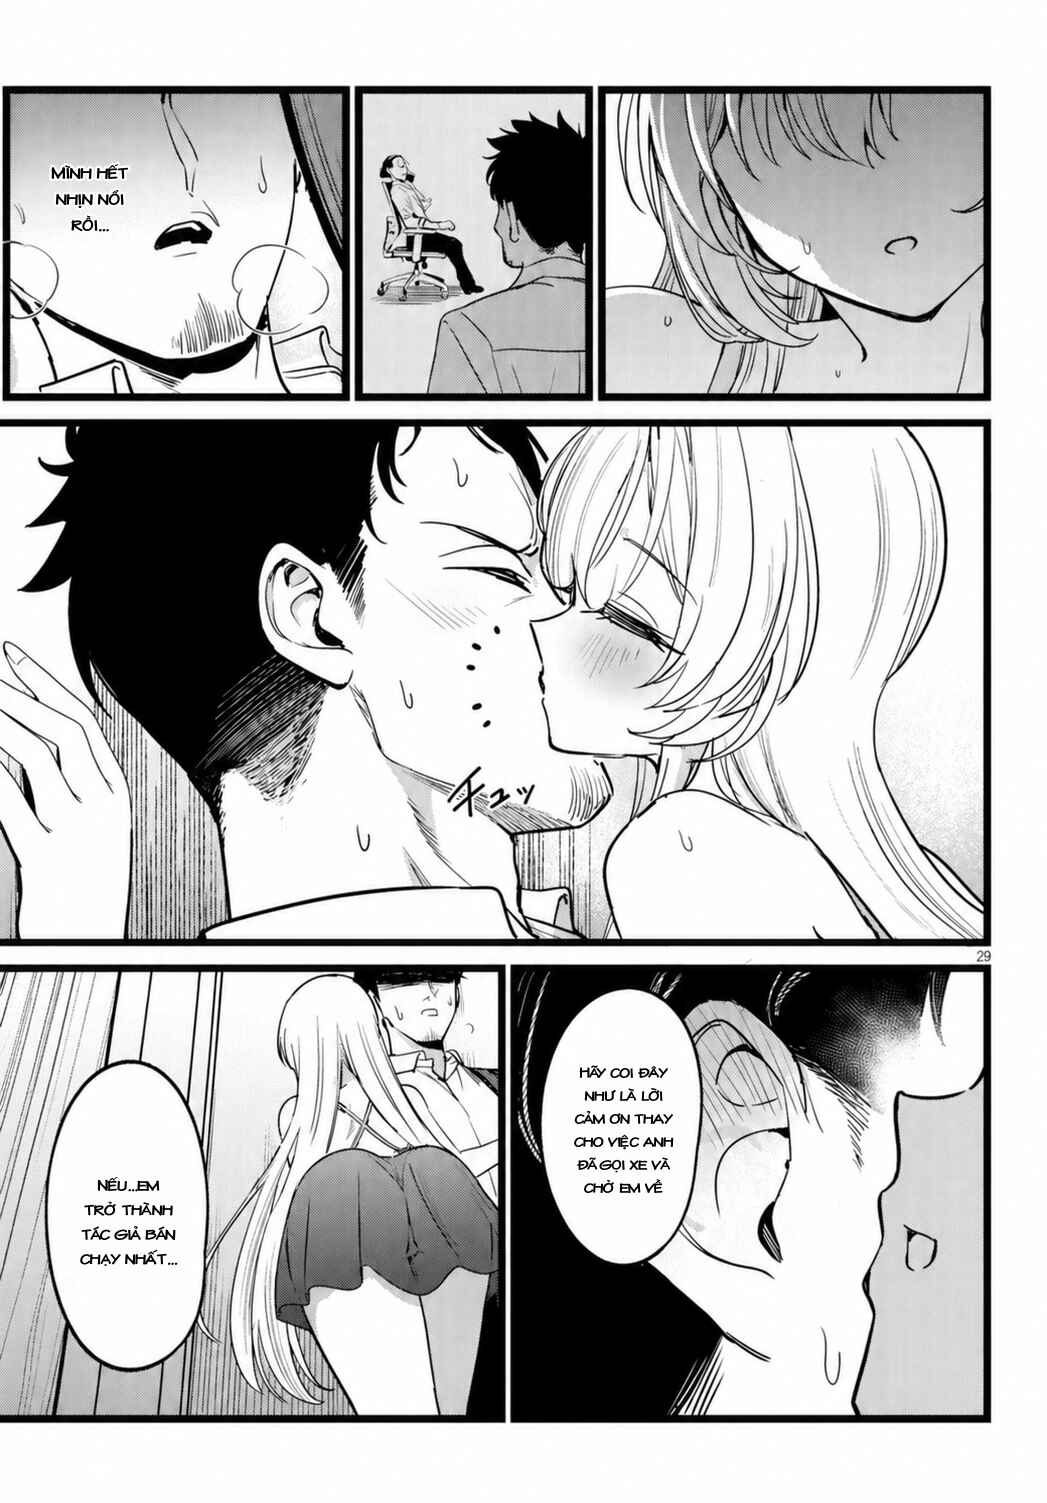 MÌNH HẾT
NHỊN NỔI
RỒI...
チュッ
29
HÃY COI ĐÂY
NHƯ LÀ LỜI
CẢM ƠN THAY
CHO VIỆC ANH
ĐÃ GỌI XE VÀ
CHỜ EM VỀ
NẾU...EM
TRỞ THÀNH
TÁC GIẢ BÁN
CHẠY NHẤT...